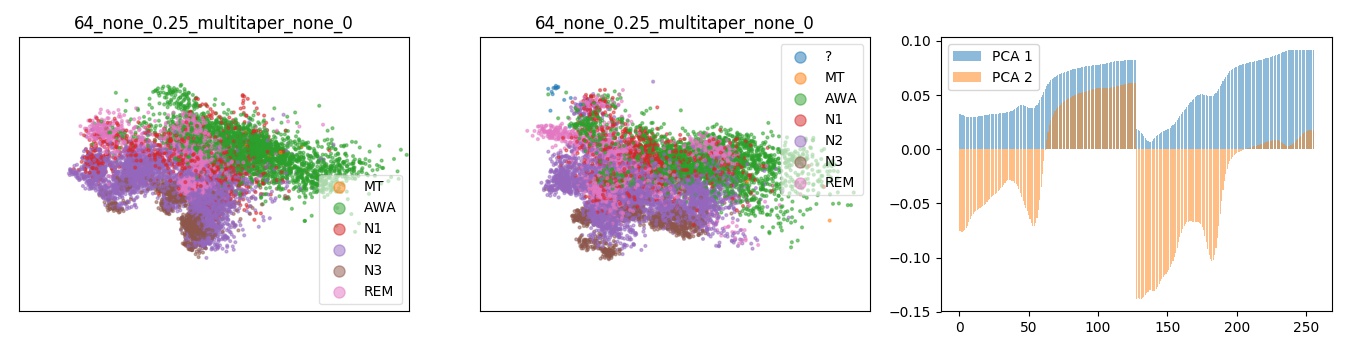 64_none_0.25_multitaper_none_0
MT
AWA
N1
N2
N3
REM
64_none_0.25_multitaper_none_0
?
MT
AWA
N1
N2
N3
REM
PCA 1
PCA 2
0.10
0.05
0.00
−0.05
−0.10
−0.15
0
50
100
150
200
250